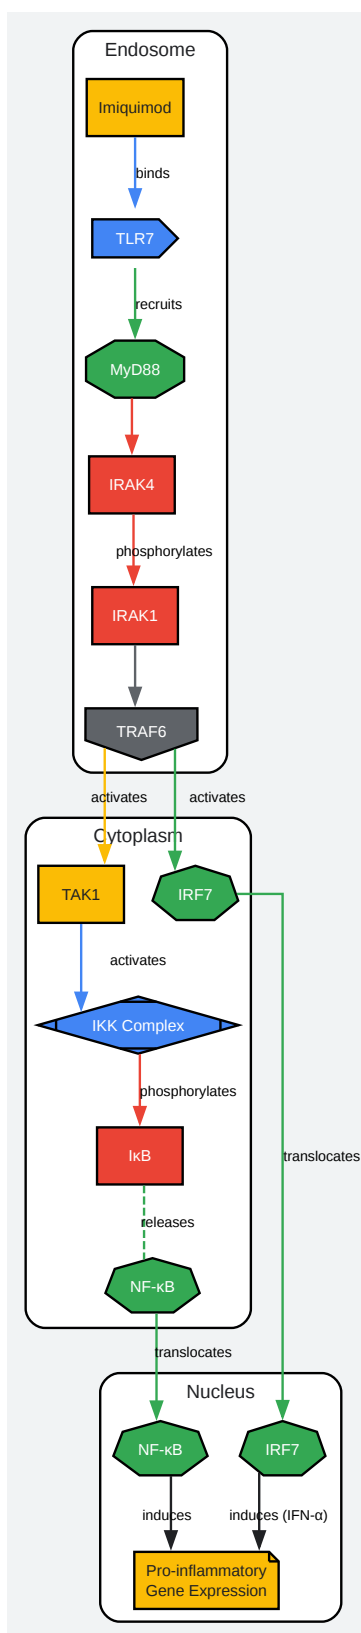 Endosome
Imiquimod
binds
TLR7
recruits
MyD88
IRAK4
phosphorylates
IRAK1
TRAF6
activates
activates
Cytoplasm
TAK1
IRF7
activates
IKK Complex
phosphorylates
IκB
translocates
releases
NF-κB
translocates
Nucleus
NF-κB
IRF7
induces
induces (IFN-α)
Pro-inflammatory
Gene Expression